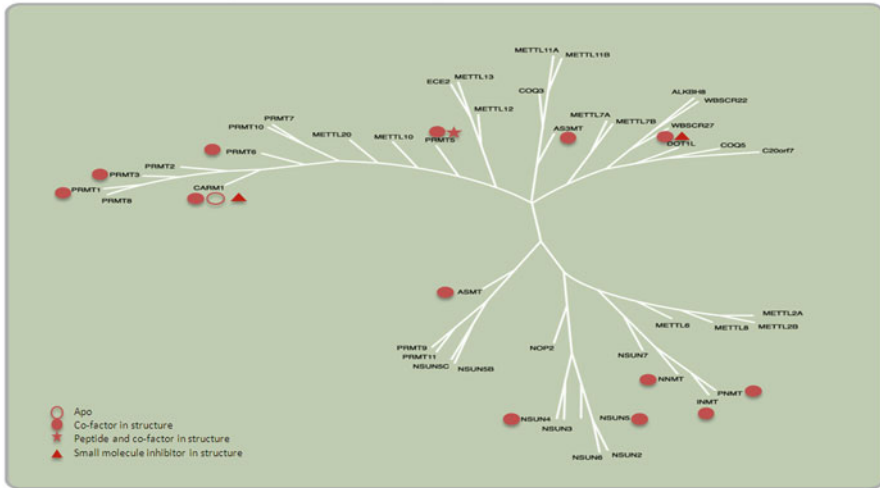 METTL11A
METTL11B
ECE2
METTL13
COQ3
ALKBH8
WBSCR22
METTL12
PRMT7
PRMT10
METTL20
METTL10
PRMT5
AS3MT
METTL7A
METTL7B
WBSCR27
DOT1L
COQ5
C20orf7
PRMT6
PRMT2
PRMT3
PRMT1
PRMT8
CARM1
ASMT
METTL2A
METTL6
METTL8
METTL2B
PRMT9
PRMT11
NSUN5C
NSUN5B
NOP2
NSUN7
NNMT
PNMT
INMT
NSUN4
NSUN3
NSUN5
NSUN6
NSUN2
Apo
Co-factor in structure
Peptide and co-factor in structure
Small molecule inhibitor in structure